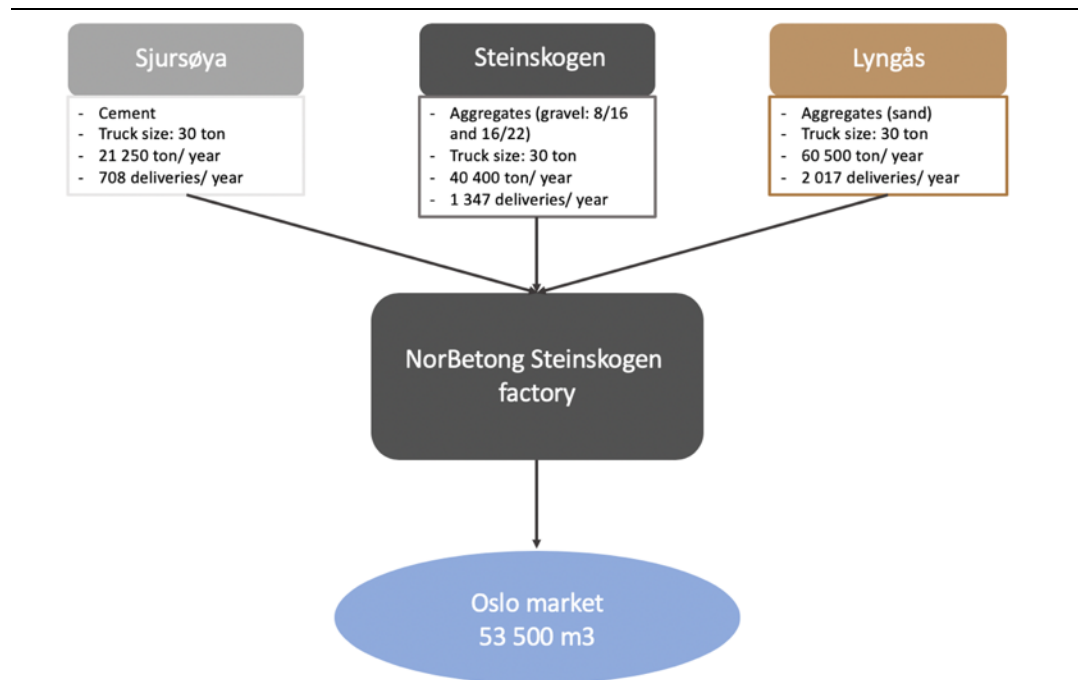 Sjursøya
- Cement
- Truck size: 30 ton
- 21 250 ton/ year
- 708 deliveries/ year
Steinskogen
- Aggregates (gravel: 8/16
and 16/22)
- Truck size: 30 ton
- 40 400 ton/ year
- 1 347 deliveries/ year
Lyngås
- Aggregates (sand)
- Truck size: 30 ton
- 60 500 ton/ year
- 2 017 deliveries/ year
NorBetong Steinskogen
factory
Oslo market
53 500 m3